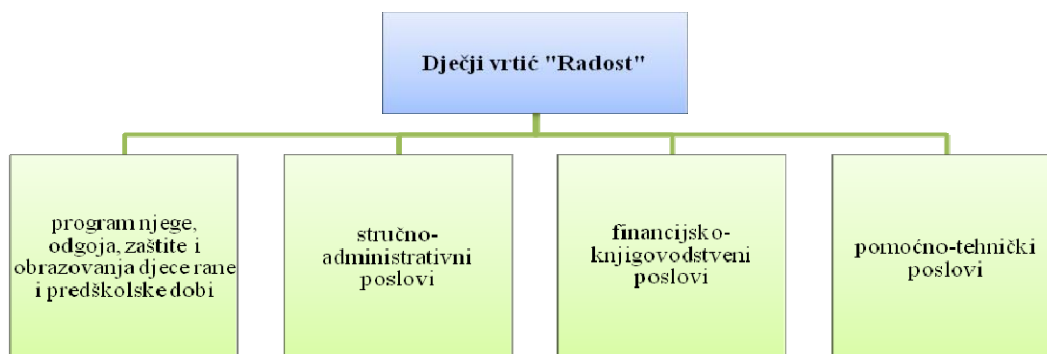 Dječji vrtić "Radost"
program njege,
odgoja, zaštite i
obrazovanja djece rane
i predškolske dobi
stručno-
administrativni
poslovi
financijsko-
knjigovodstveni
poslovi
pomoćno-tehnički
poslovi